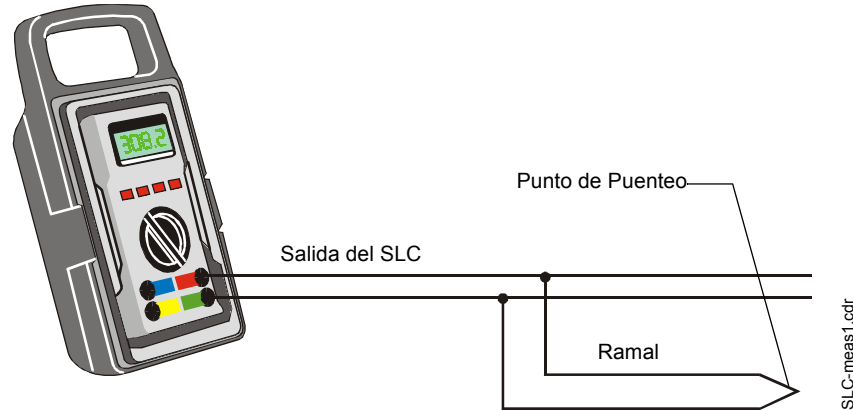 308.2
Punto de Puenteo
Salida del SLC
Ramal
SLC-meas1.cdr